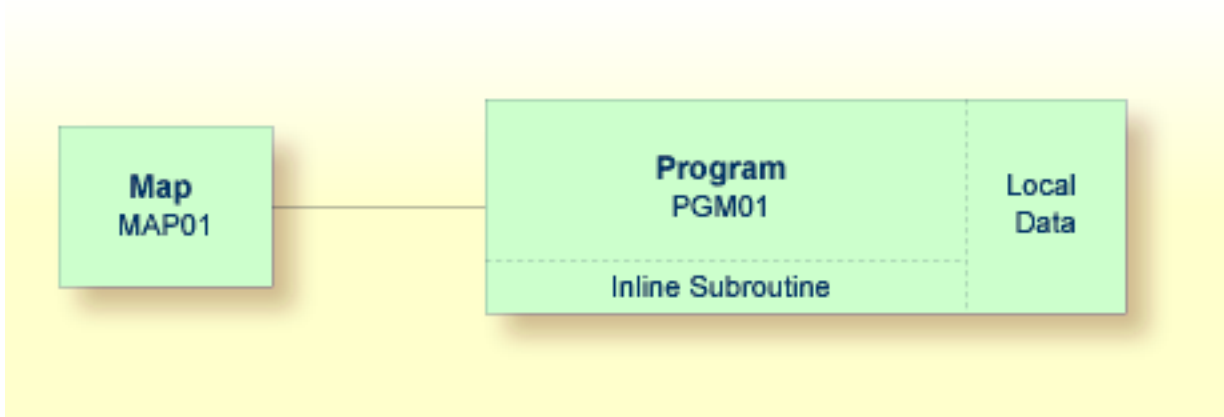 Map
MAP01
Program
PGM01
Inline Subroutine
Local
Data